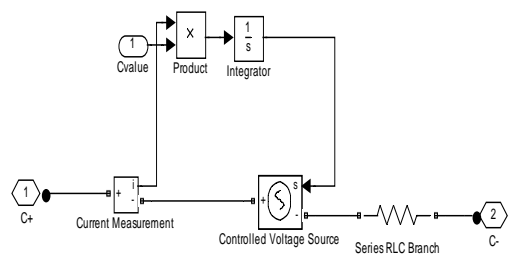 1
Cvalue
×
Product
1
s
Integrator
1
C+
+
i
-
Current Measurement
s
+
-
Controlled Voltage Source
Series RLC Branch
2
C-